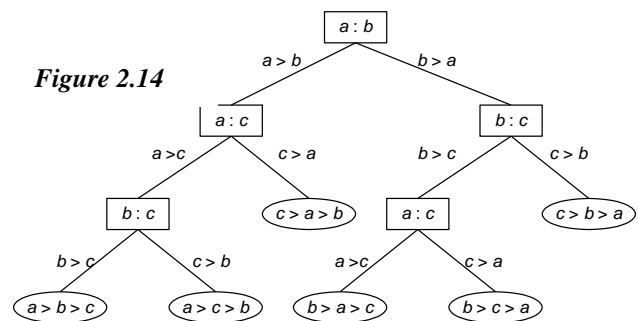 a : b
a > b
b > a
Figure 2.14
a : c
b : c
a>c
c > a
b > c
c > b
b : c
c > a > b
a : c
c > b > a
b > c
c > b
a>c
c > a
a > b > c
a > c > b
b > a > c
b > c > a